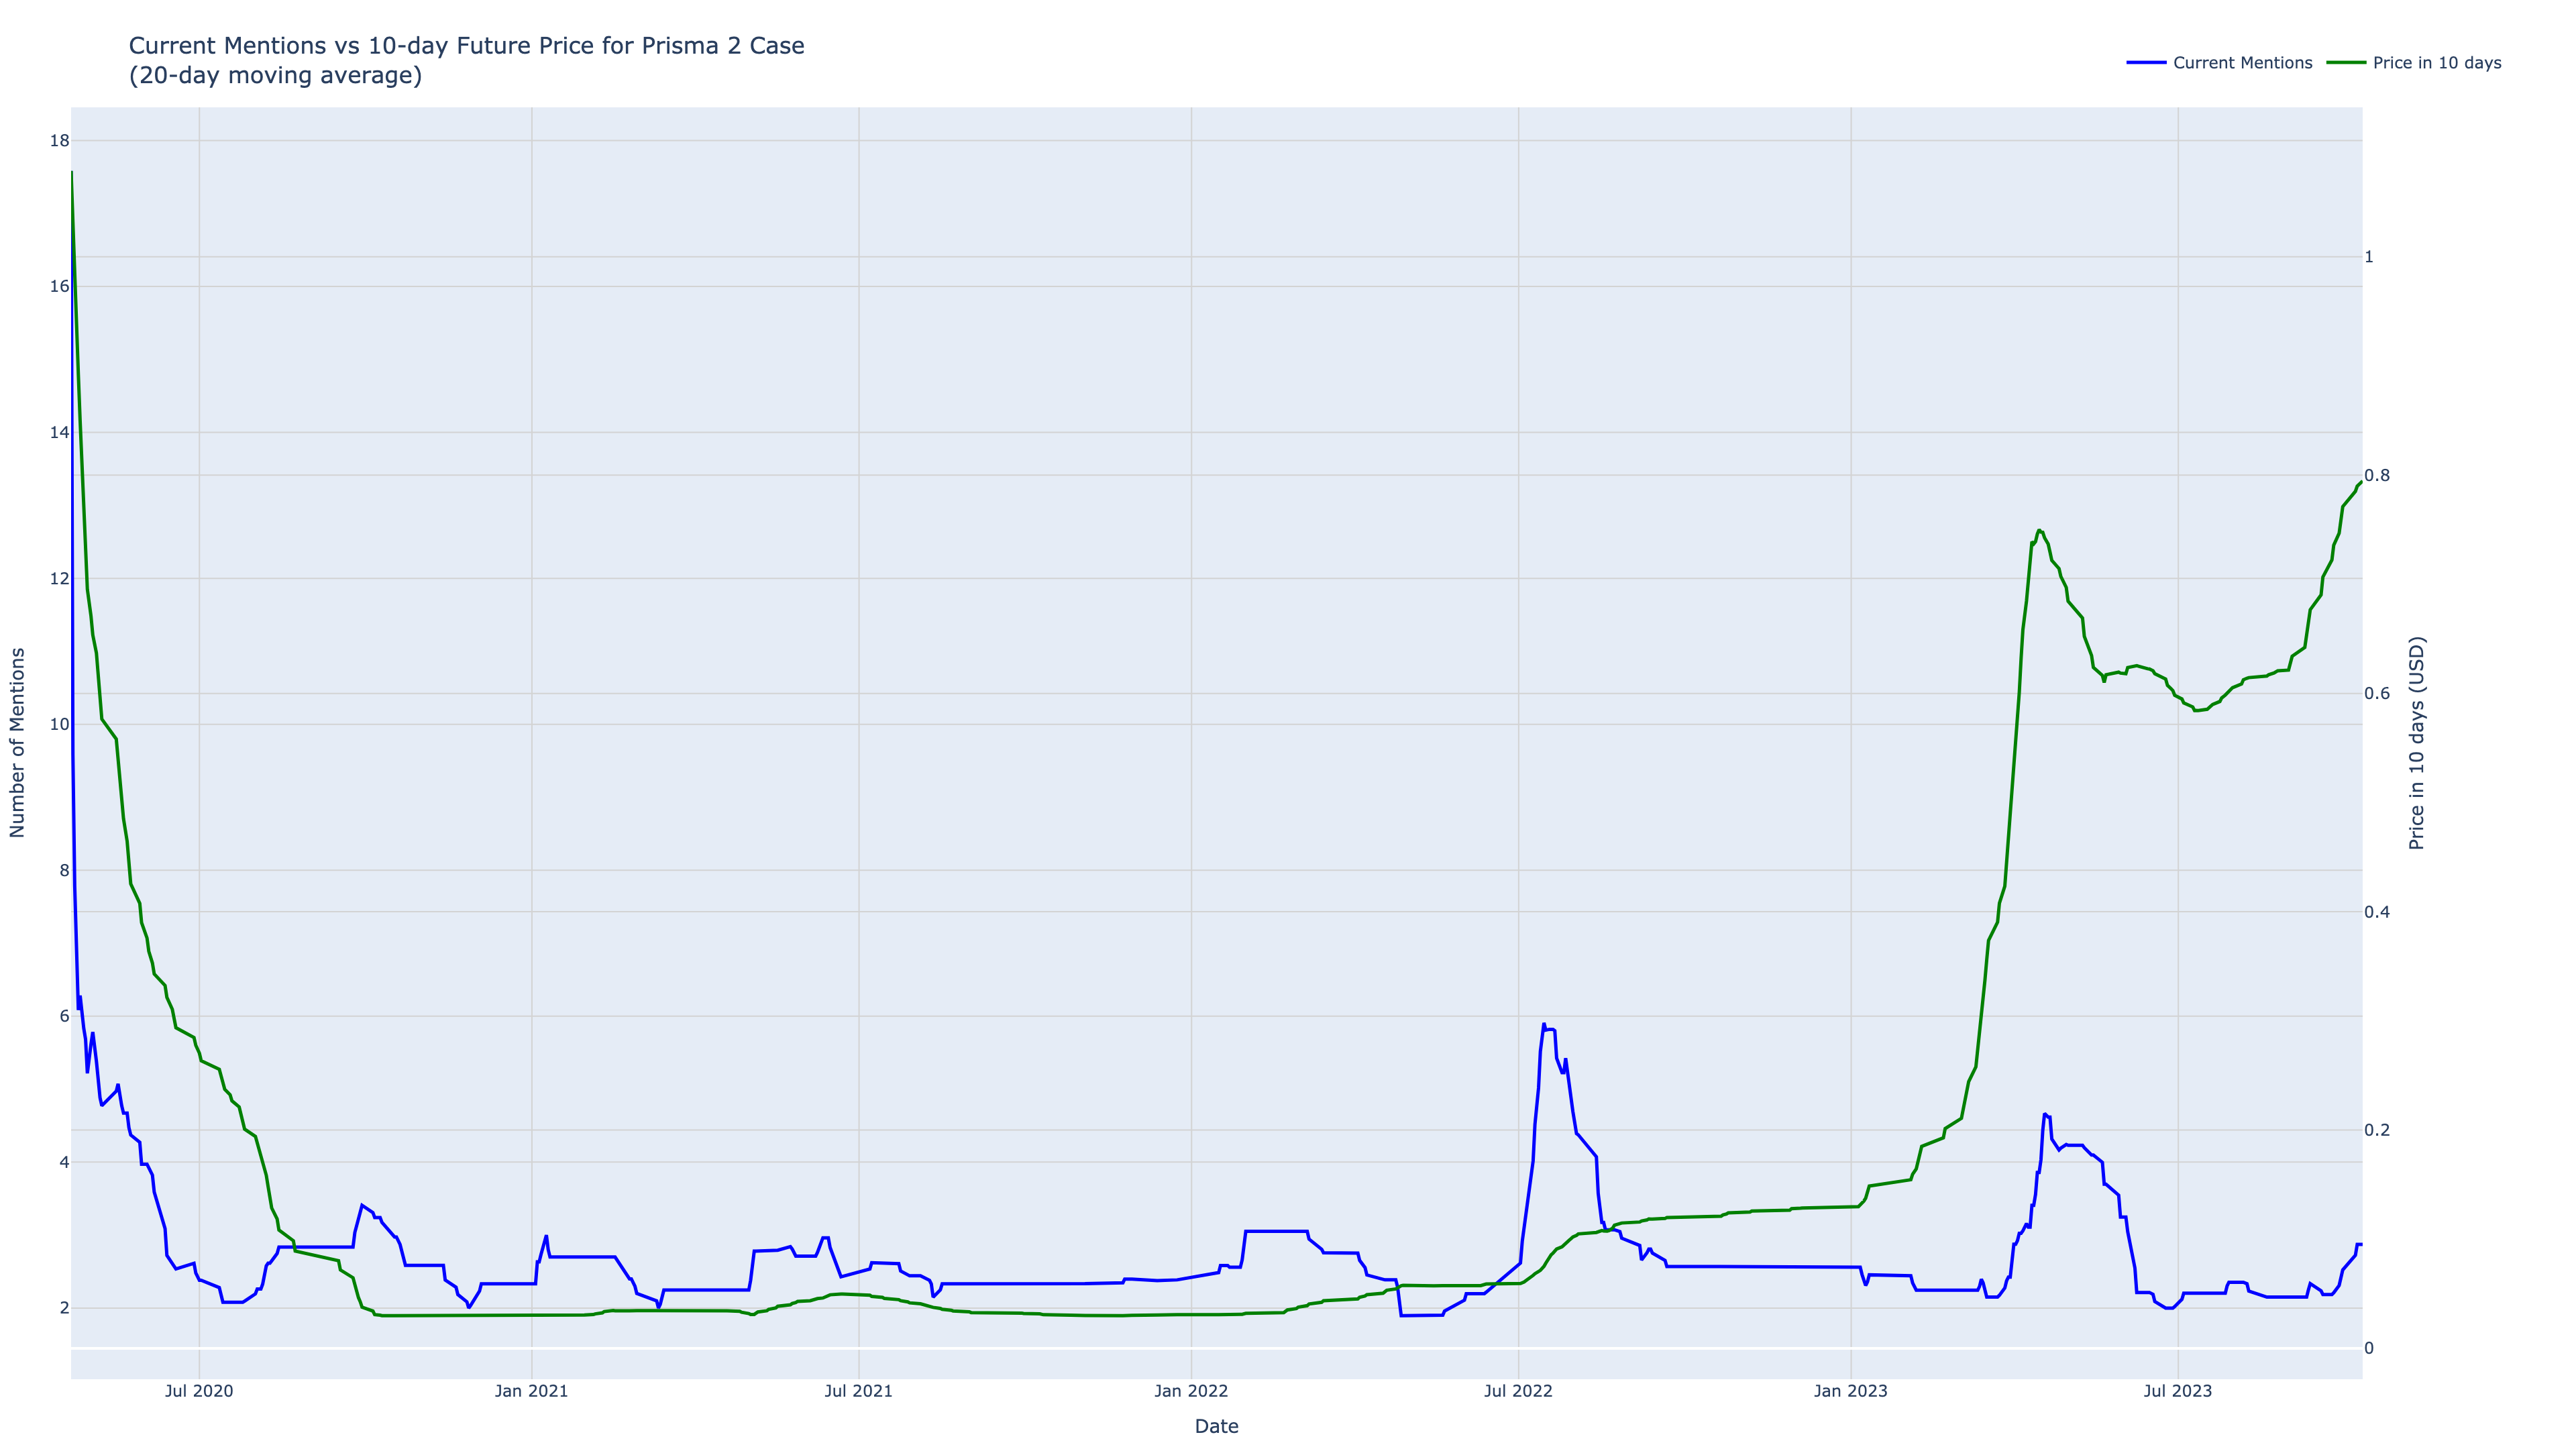 Current Mentions vs 10-day Future Price for Prisma 2 Case
(20-day moving average)
Current Mentions
Price in 10 days
18
16
14
12
10
8
6
4
2
Number of Mentions
1
0.8
0.6
0.4
0.2
0
Price in 10 days (USD)
Jul 2020
Jan 2021
Jul 2021
Jan 2022
Jul 2022
Jan 2023
Jul 2023
Date